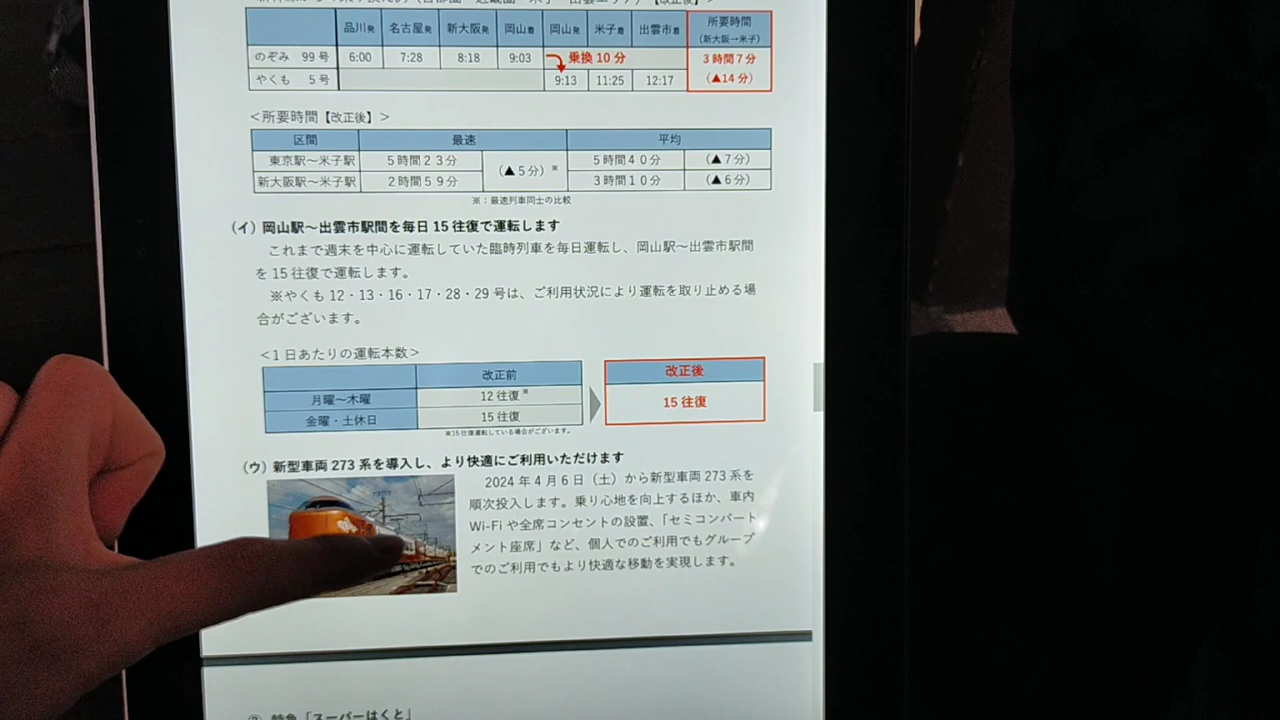 品川発 名古屋発 新大阪発 岡山着 岡山発 米子着 出雲市着 所要時間（新大阪→米子）
のぞみ 99号 6:00 7:28 8:18 9:03 乗換10分 3時間7分
やくも 5号 9:13 11:25 12:17 （▲14分）
＜所要時間【改正後】＞
区間 最速 平均
東京駅～米子駅 5時間23分 （▲5分）※ 5時間40分 （▲7分）
新大阪駅～米子駅 2時間59分 3時間10分 （▲6分）
※：最速列車同士の比較
（イ）岡山駅～出雲市駅間を毎日15往復で運転します
これまで週末を中心に運転していた臨時列車を毎日運転し、岡山駅～出雲市駅間
を15往復で運転します。
※やくも12・13・16・17・28・29号は、ご利用状況により運転を取り止める場
合がございます。
＜1日あたりの運転本数＞
改正前 改正後
月曜～木曜 12往復※ 15往復
金曜・土休日 15往復
※15往復運転している場合がございます。
（ウ）新型車両273系を導入し、より快適にご利用いただけます
2024年4月6日（土）から新型車両273系を
順次投入します。乗り心地を向上するほか、車内
Wi-Fiや全席コンセントの設置、「セミコンパート
メント座席」など、個人でのご利用でもグループ
でのご利用でもより快適な移動を実現します。
特急「スーパーはくと」